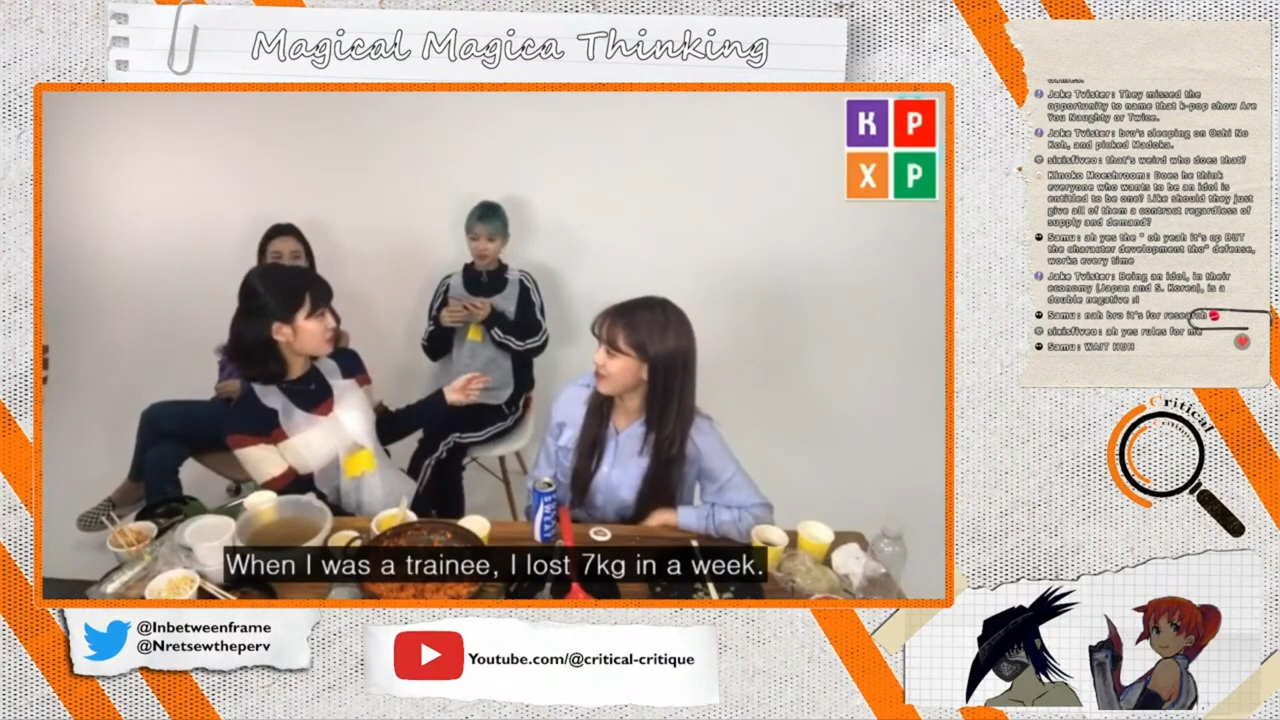 Magical Magica Thinking
K P
X P
When I was a trainee, I lost 7kg in a week.
Jake Tvister: They missed the
opportunity to name that k-pop show Are
You Naughty or Twice.
Jake Tvister: bro's sleeping on Oshi No
Koh, and picked Madoka.
sixisfiveo: that's weird who does that?
Kinoko Moeshroom: Does he think
everyone who wants to be an idol is
entitled to be one? Like should they just
give all of them a contract regardless of
supply and demand?
Samu: ah yes the " oh yeah it's cp BUT
the character development tho" defense,
works every time
Jake Tvister: Being an idol, in their
economy (Japan and S. Korea), is a
double negative :l
Samu: nah bro it's for research
sixisfiveo: ah yes rules for me
Samu: WAIT HUH
Critical
@Inbetweenframe
@Nretsewtheperv
Youtube.com/@critical-critique